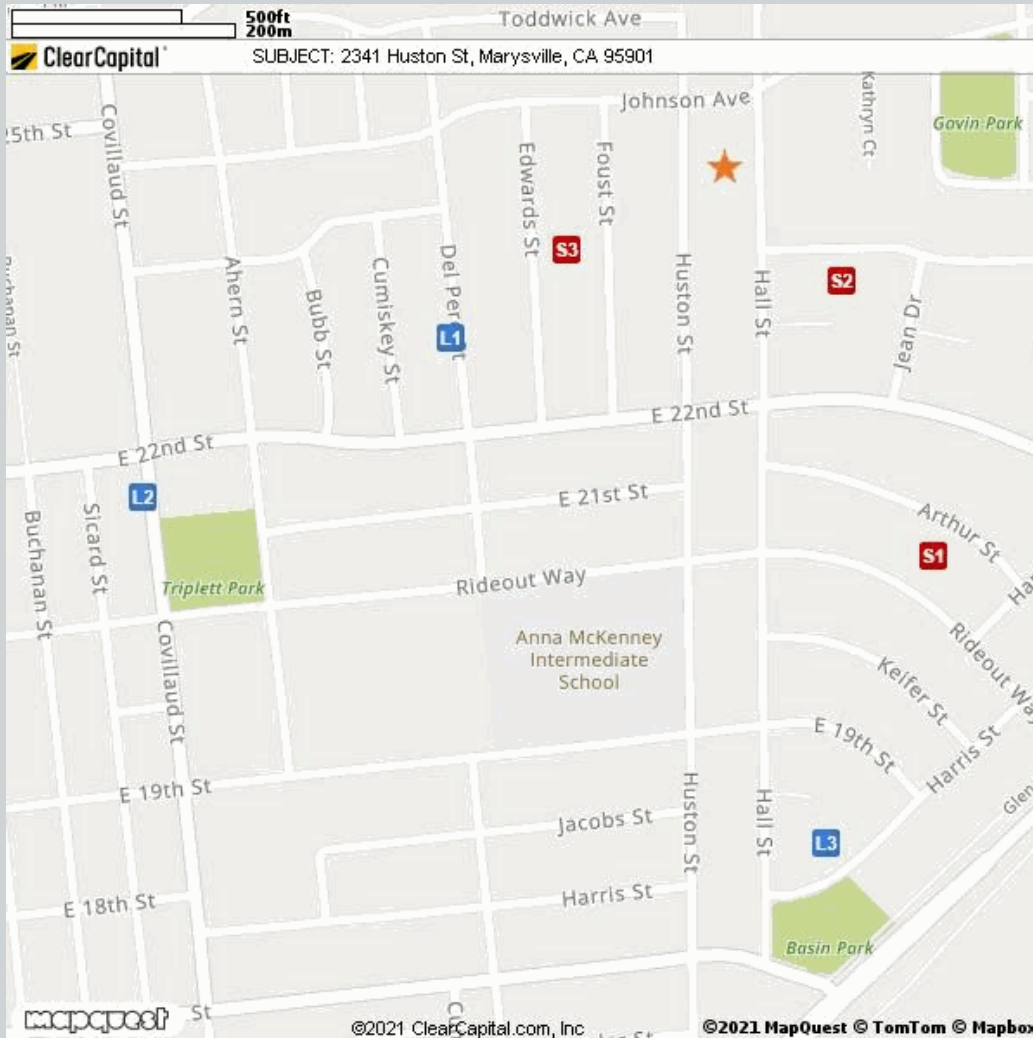 500ft
200m
Toddwick Ave
ClearCapital
SUBJECT: 2341 Huston St, Marysville, CA 95901
Johnson Ave
Kathryn Ct
Gavin Park
25th St
Covillaud St
Edwards St
Foust St
S3
S2
Ahern St
Bubb St
Cumiskey St
Del Per
L1
Huston St
Hall St
Jean Dr
Buchanan St
E 22nd St
E 22nd St
L2
Sicard St
Buchanan St
E 21st St
Arthur St
S1
Triplett Park
Rideout Way
Anna McKenney
Intermediate
School
Rideout Way
Keifer St
Covillaud St
E 19th St
E 19th St
Harris St
Glen
Huston St
Hall St
Jacobs St
L3
Harris St
E 18th St
Basin Park
mapquest
St
©2021 ClearCapital.com, Inc
©2021 MapQuest © TomTom © Mapbox